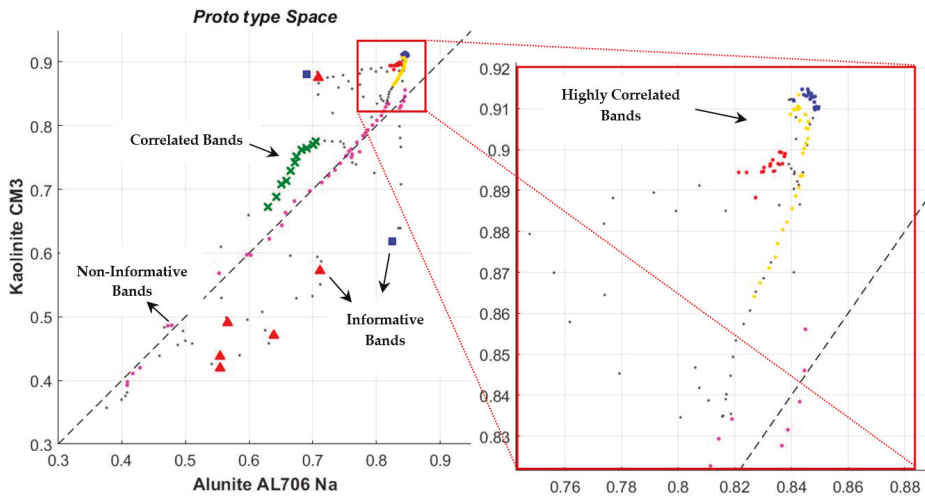 Proto type Space
Kaolinite CM3
0.9
0.8
0.7
0.6
0.5
0.4
0.3
0.3 0.4 0.5 0.6 0.7 0.8 0.9
Alunite AL706 Na
Correlated Bands
Non-Informative
Bands
Informative
Bands
0.92
0.91
0.9
0.89
0.88
0.87
0.86
0.85
0.84
0.83
0.76 0.78 0.8 0.82 0.84 0.86 0.88
Highly Correlated
Bands